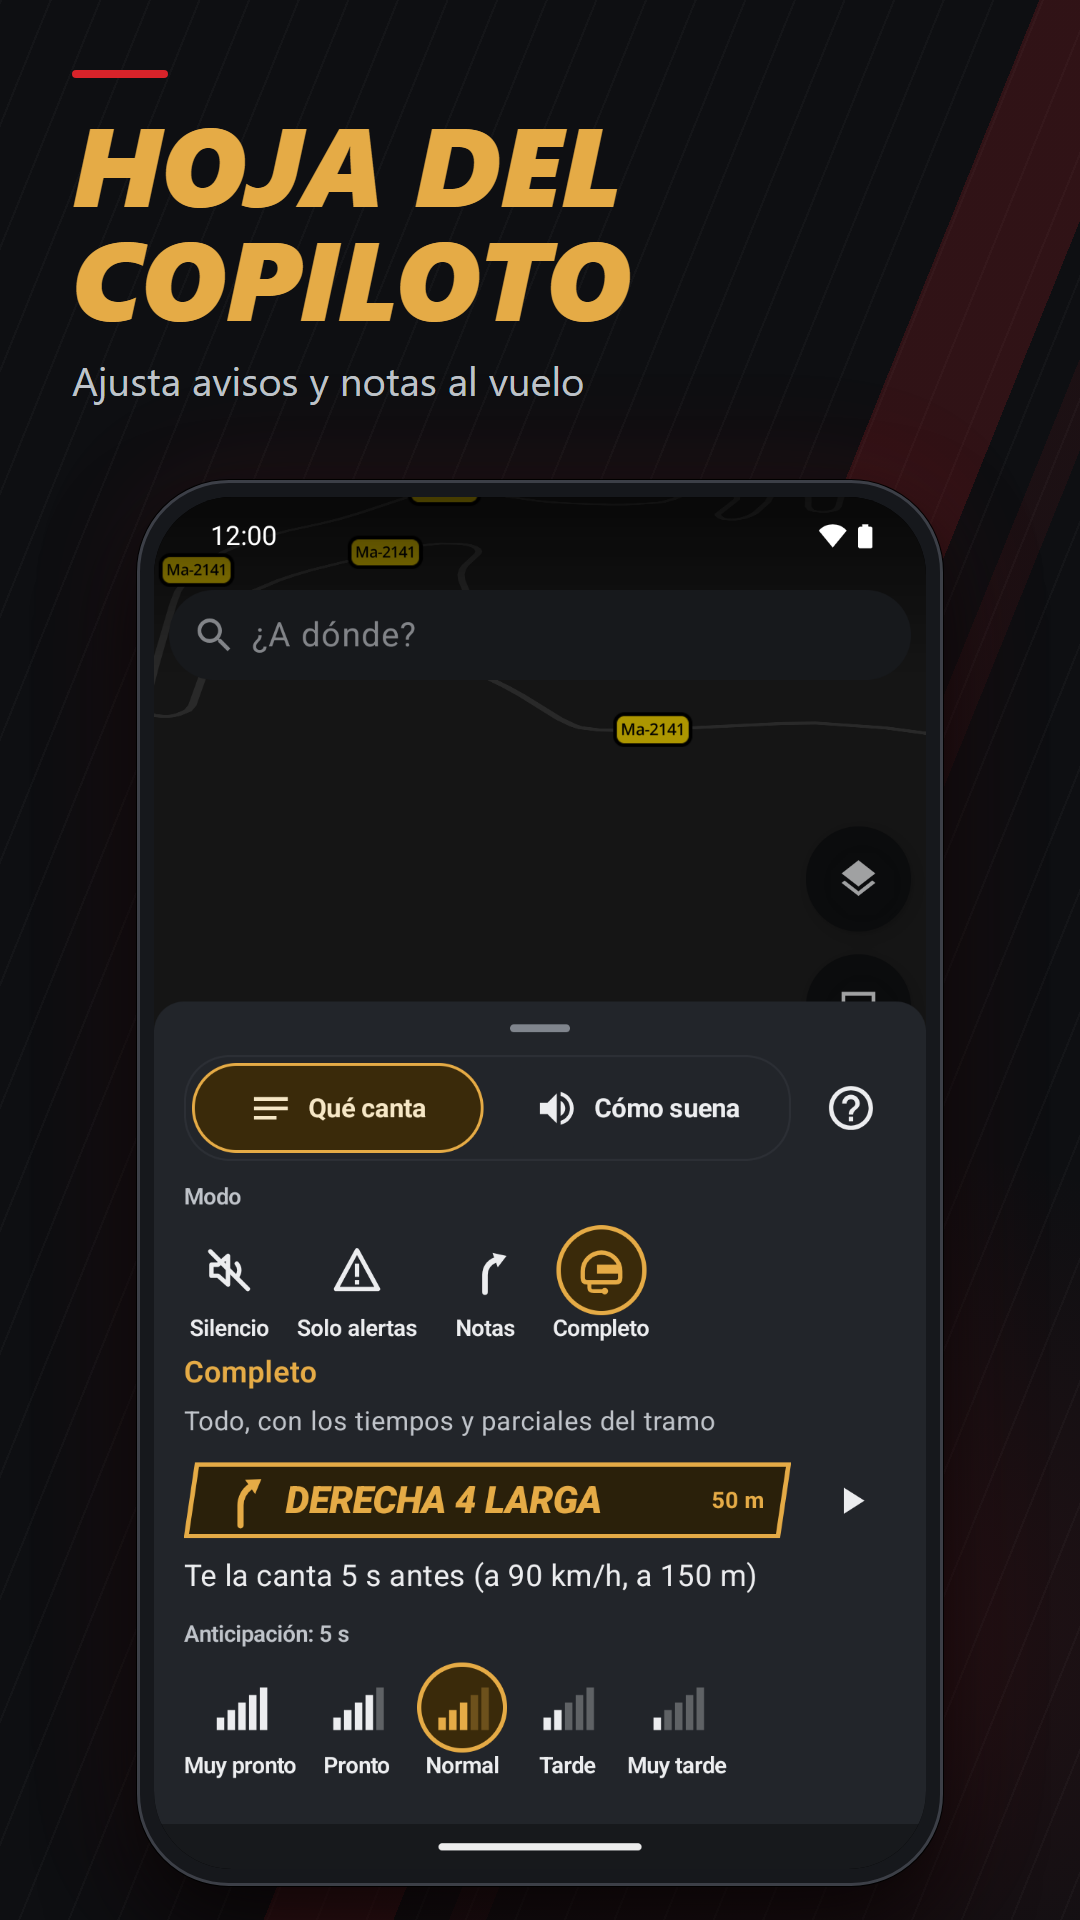 HOJA DEL
COPILOTO
Ajusta avisos y notas al vuelo
12:00
Ma-2141
Ma-2141
¿A dónde?
Ma-2141
Qué canta
Cómo suena
Modo
Silencio
Solo alertas
Notas
Completo
Completo
Todo, con los tiempos y parciales del tramo
DERECHA 4 LARGA
50 m
Te la canta 5 s antes (a 90 km/h, a 150 m)
Anticipación: 5 s
Muy pronto
Pronto
Normal
Tarde
Muy tarde